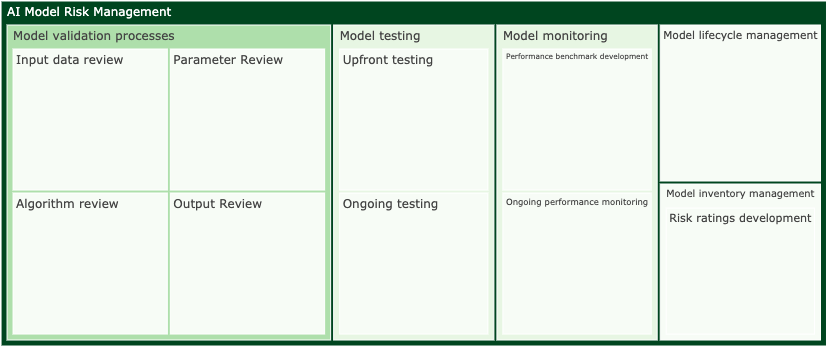 AI Model Risk Management
Model validation processes
Input data review
Parameter Review
Algorithm review
Output Review
Model testing
Upfront testing
Ongoing testing
Model monitoring
Performance benchmark development
Ongoing performance monitoring
Model lifecycle management
Model inventory management
Risk ratings development